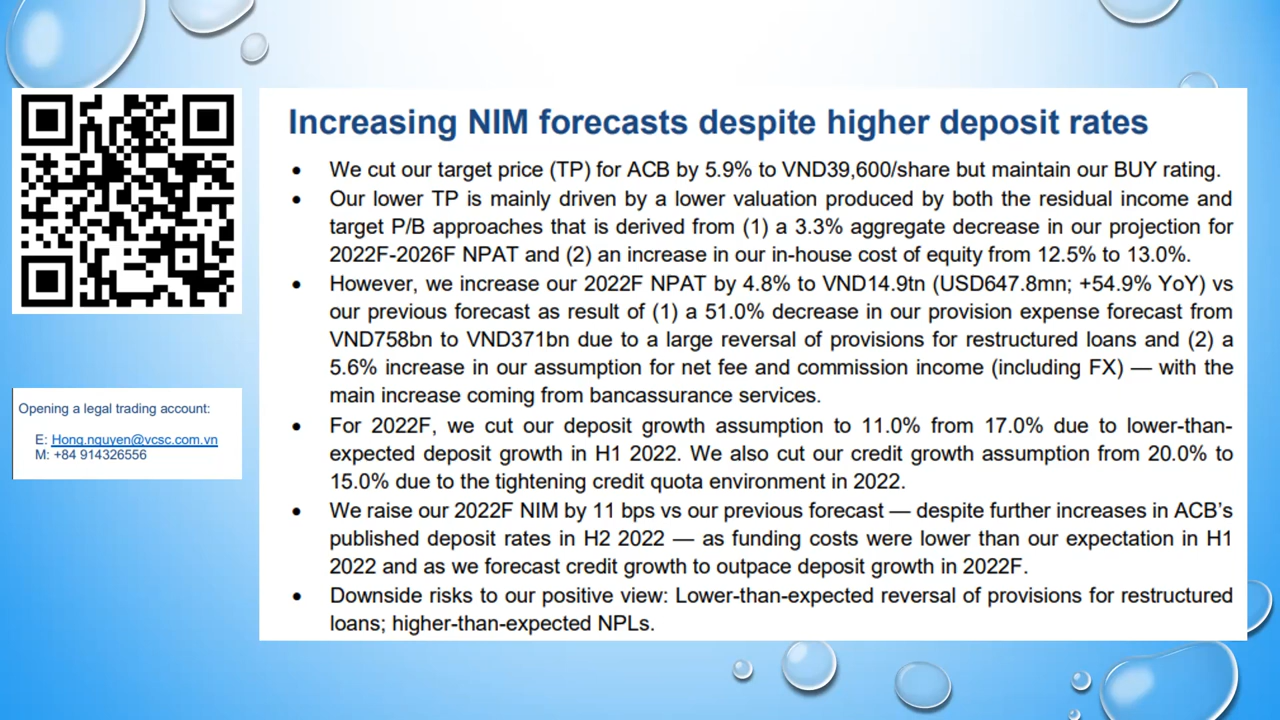 Increasing NIM forecasts despite higher deposit rates
• We cut our target price (TP) for ACB by 5.9% to VND39,600/share but maintain our BUY rating.
• Our lower TP is mainly driven by a lower valuation produced by both the residual income and
target P/B approaches that is derived from (1) a 3.3% aggregate decrease in our projection for
2022F-2026F NPAT and (2) an increase in our in-house cost of equity from 12.5% to 13.0%.
• However, we increase our 2022F NPAT by 4.8% to VND14.9tn (USD647.8mn; +54.9% YoY) vs
our previous forecast as result of (1) a 51.0% decrease in our provision expense forecast from
VND758bn to VND371bn due to a large reversal of provisions for restructured loans and (2) a
5.6% increase in our assumption for net fee and commission income (including FX) — with the
main increase coming from bancassurance services.
• For 2022F, we cut our deposit growth assumption to 11.0% from 17.0% due to lower-than-
expected deposit growth in H1 2022. We also cut our credit growth assumption from 20.0% to
15.0% due to the tightening credit quota environment in 2022.
• We raise our 2022F NIM by 11 bps vs our previous forecast — despite further increases in ACB's
published deposit rates in H2 2022 — as funding costs were lower than our expectation in H1
2022 and as we forecast credit growth to outpace deposit growth in 2022F.
• Downside risks to our positive view: Lower-than-expected reversal of provisions for restructured
loans; higher-than-expected NPLs.
Opening a legal trading account:
E: Hong.nguyen@vcsc.com.vn
M: +84 914326556